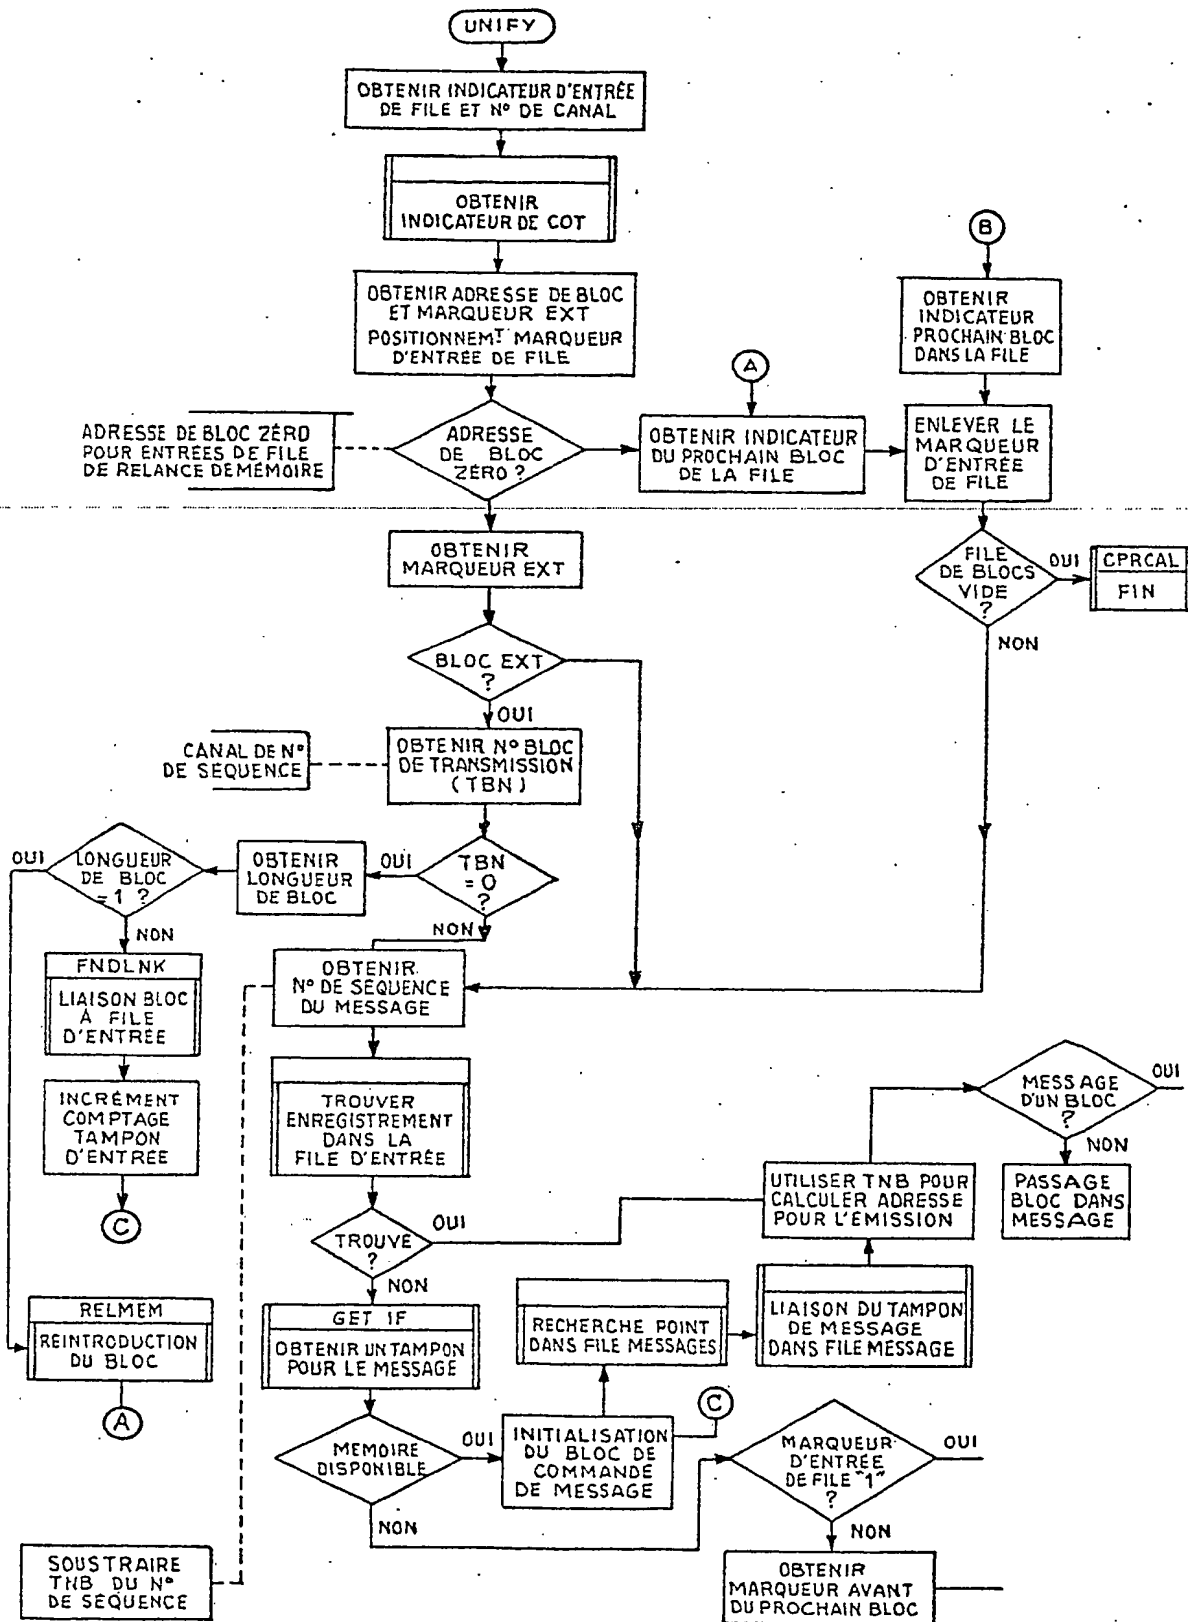 UNIFY
OBTENIR INDICATEUR D'ENTRÉE
DE FILE ET N° DE CANAL
OBTENIR
INDICATEUR DE COT
B
OBTENIR ADRESSE DE BLOC
ET MARQUEUR EXT
POSITIONNEMT. MARQUEUR
D'ENTRÉE DE FILE
OBTENIR
INDICATEUR
PROCHAIN BLOC
DANS LA FILE
A
ADRESSE DE BLOC ZÉRO
POUR ENTRÉES DE FILE
DE RELANCE DE MÉMOIRE
ADRESSE
DE BLOC
ZÉRO ?
OBTENIR INDICATEUR
DU PROCHAIN BLOC
DE LA FILE
ENLEVER LE
MARQUEUR
D'ENTRÉE
DE FILE
OBTENIR
MARQUEUR EXT
FILE
DE BLOCS
VIDE
?
OUI
CPRCAL
FIN
NON
BLOC EXT
?
OUI
CANAL DE N°
DE SÉQUENCE
OBTENIR N° BLOC
DE TRANSMISSION
(TBN)
OUI
LONGUEUR
DE BLOC
= 1 ?
OBTENIR
LONGUEUR
DE BLOC
OUI
TBN
= 0
?
NON
NON
FNDLNK
LIAISON BLOC
À FILE
D'ENTRÉE
OBTENIR
N° DE SÉQUENCE
DU MESSAGE
INCRÉMENT
COMPTAGE
TAMPON
D'ENTRÉE
C
TROUVER
ENREGISTREMENT
DANS LA
FILE D'ENTRÉE
MESSAGE
D'UN BLOC
?
OUI
NON
UTILISER TNB POUR
CALCULER ADRESSE
POUR L'ÉMISSION
PASSAGE
BLOC DANS
MESSAGE
TROUVÉ
?
OUI
NON
RELMEM
RÉINTRODUCTION
DU BLOC
A
GET IF
OBTENIR UN TAMPON
POUR LE MESSAGE
RECHERCHE POINT
DANS FILE MESSAGES
LIAISON DU TAMPON
DE MESSAGE
DANS FILE MESSAGE
C
MÉMOIRE
DISPONIBLE
OUI
INITIALISATION
DU BLOC DE
COMMANDE
DE MESSAGE
MARQUEUR
D'ENTRÉE
DE FILE "1"
?
OUI
NON
NON
SOUSTRAIRE
TNB DU N°
DE SÉQUENCE
OBTENIR
MARQUEUR AVANT
DU PROCHAIN BLOC